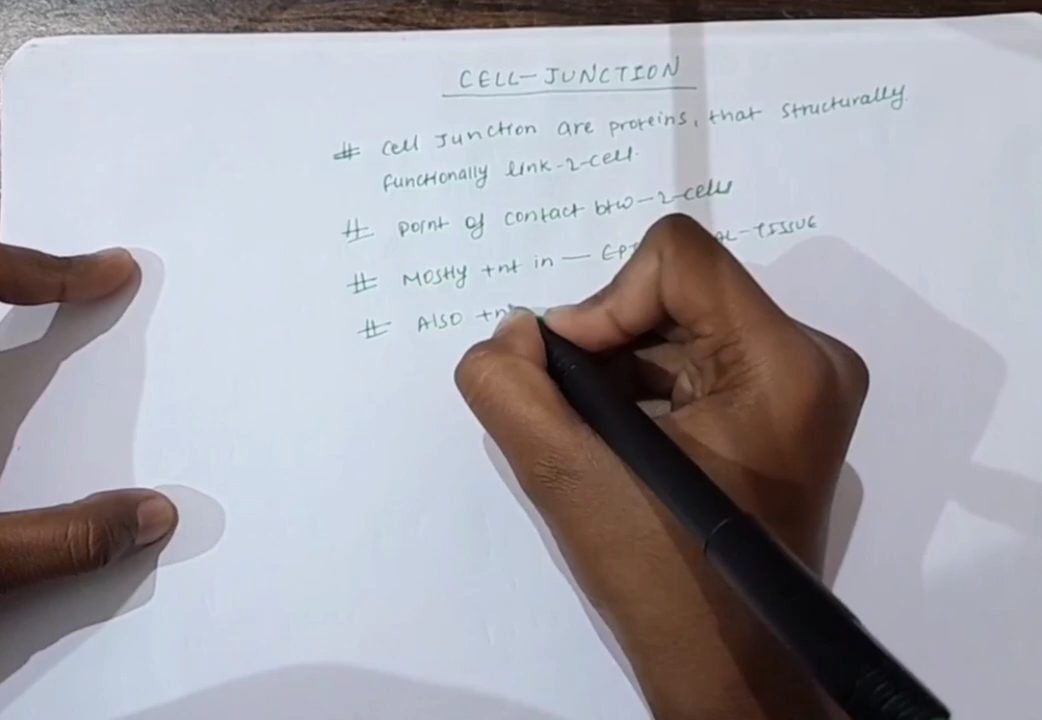 CELL-JUNCTION
# Cell Junction are proteins, that structurally
functionally link-2-cell.
# point of contact btw-2-cells
# Mostly +nt in — -TISSUE
# Also